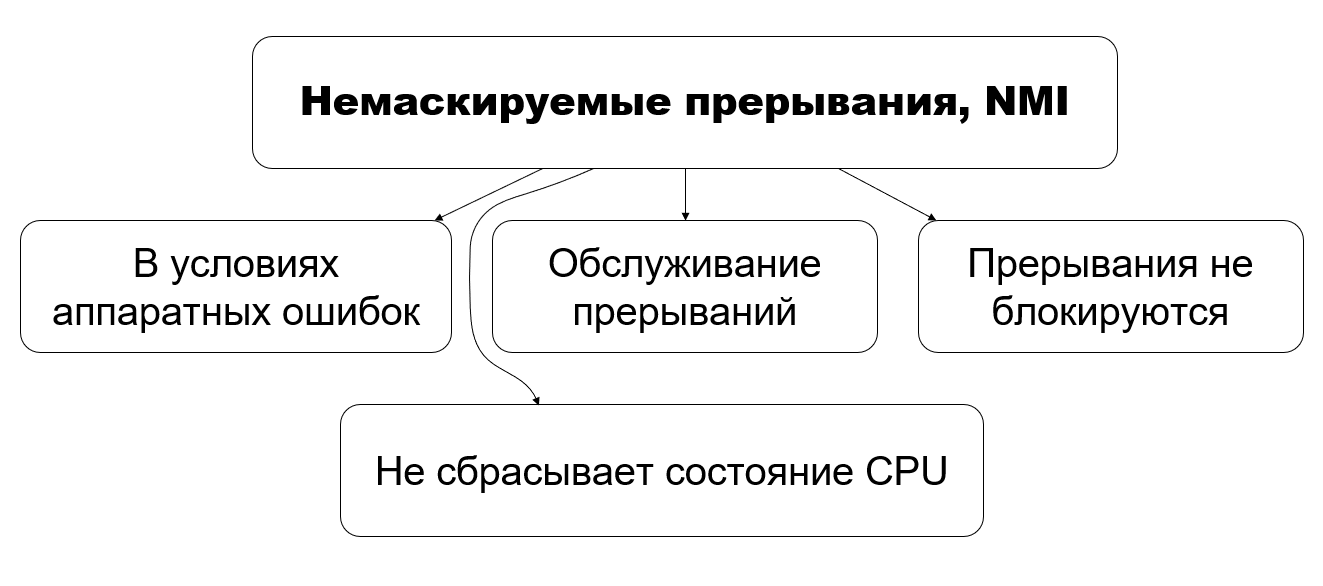 Немаскируемые прерывания, NMI
В условиях
аппаратных ошибок
Обслуживание
прерываний
Прерывания не
блокируются
Не сбрасывает состояние CPU